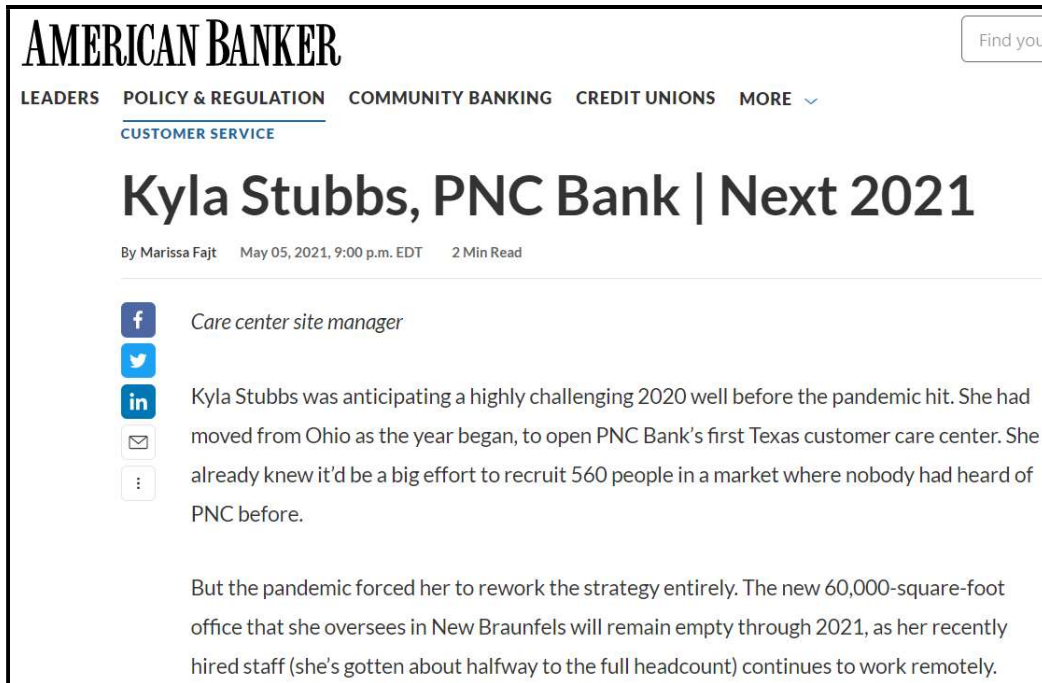 AMERICAN BANKER
Find you
LEADERS POLICY & REGULATION COMMUNITY BANKING CREDIT UNIONS MORE
CUSTOMER SERVICE
Kyla Stubbs, PNC Bank | Next 2021
By Marissa Fajt May 05, 2021, 9:00 p.m. EDT 2 Min Read
Care center site manager
Kyla Stubbs was anticipating a highly challenging 2020 well before the pandemic hit. She had
moved from Ohio as the year began, to open PNC Bank’s first Texas customer care center. She
already knew it’d be a big effort to recruit 560 people in a market where nobody had heard of
PNC before.
But the pandemic forced her to rework the strategy entirely. The new 60,000-square-foot
office that she oversees in New Braunfels will remain empty through 2021, as her recently
hired staff (she’s gotten about halfway to the full headcount) continues to work remotely.